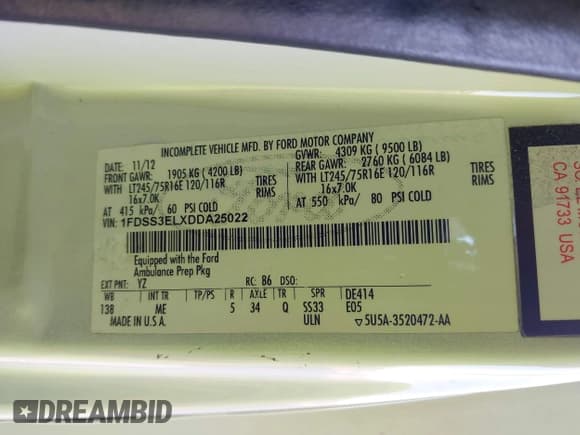 INCOMPLETE VEHICLE MFD. BY FORD MOTOR COMPANY
11/12 GVWR: 4309 KG ( 9500 LB)
FRONT GAWR: 1905 KG ( 4200 LB) REAR GAWR: 2760 KG ( 6084 LB)
WITH LT245/75R16E 120/116R TIRES WITH LT245/75R16E 120/116R TIRES
16x7.0K RIMS 16x7.0K RIMS
AT 415 kPa/ 60 PSI COLD AT 550 kPa/ 80 PSI COLD
VIN: 1FDSS3ELXDDA25022
Equipped with the Ford
Ambulance Prep Pkg
EXT PNT: YZ RC: 86 DSO:
WB INT TR TP/PS R AXLE TR SPR DE414
138 ME 5 34 Q SS33 E05
MADE IN U.S.A. ULN ▽5U5A-3520472-AA
CA 91733 USA
DREAMBID